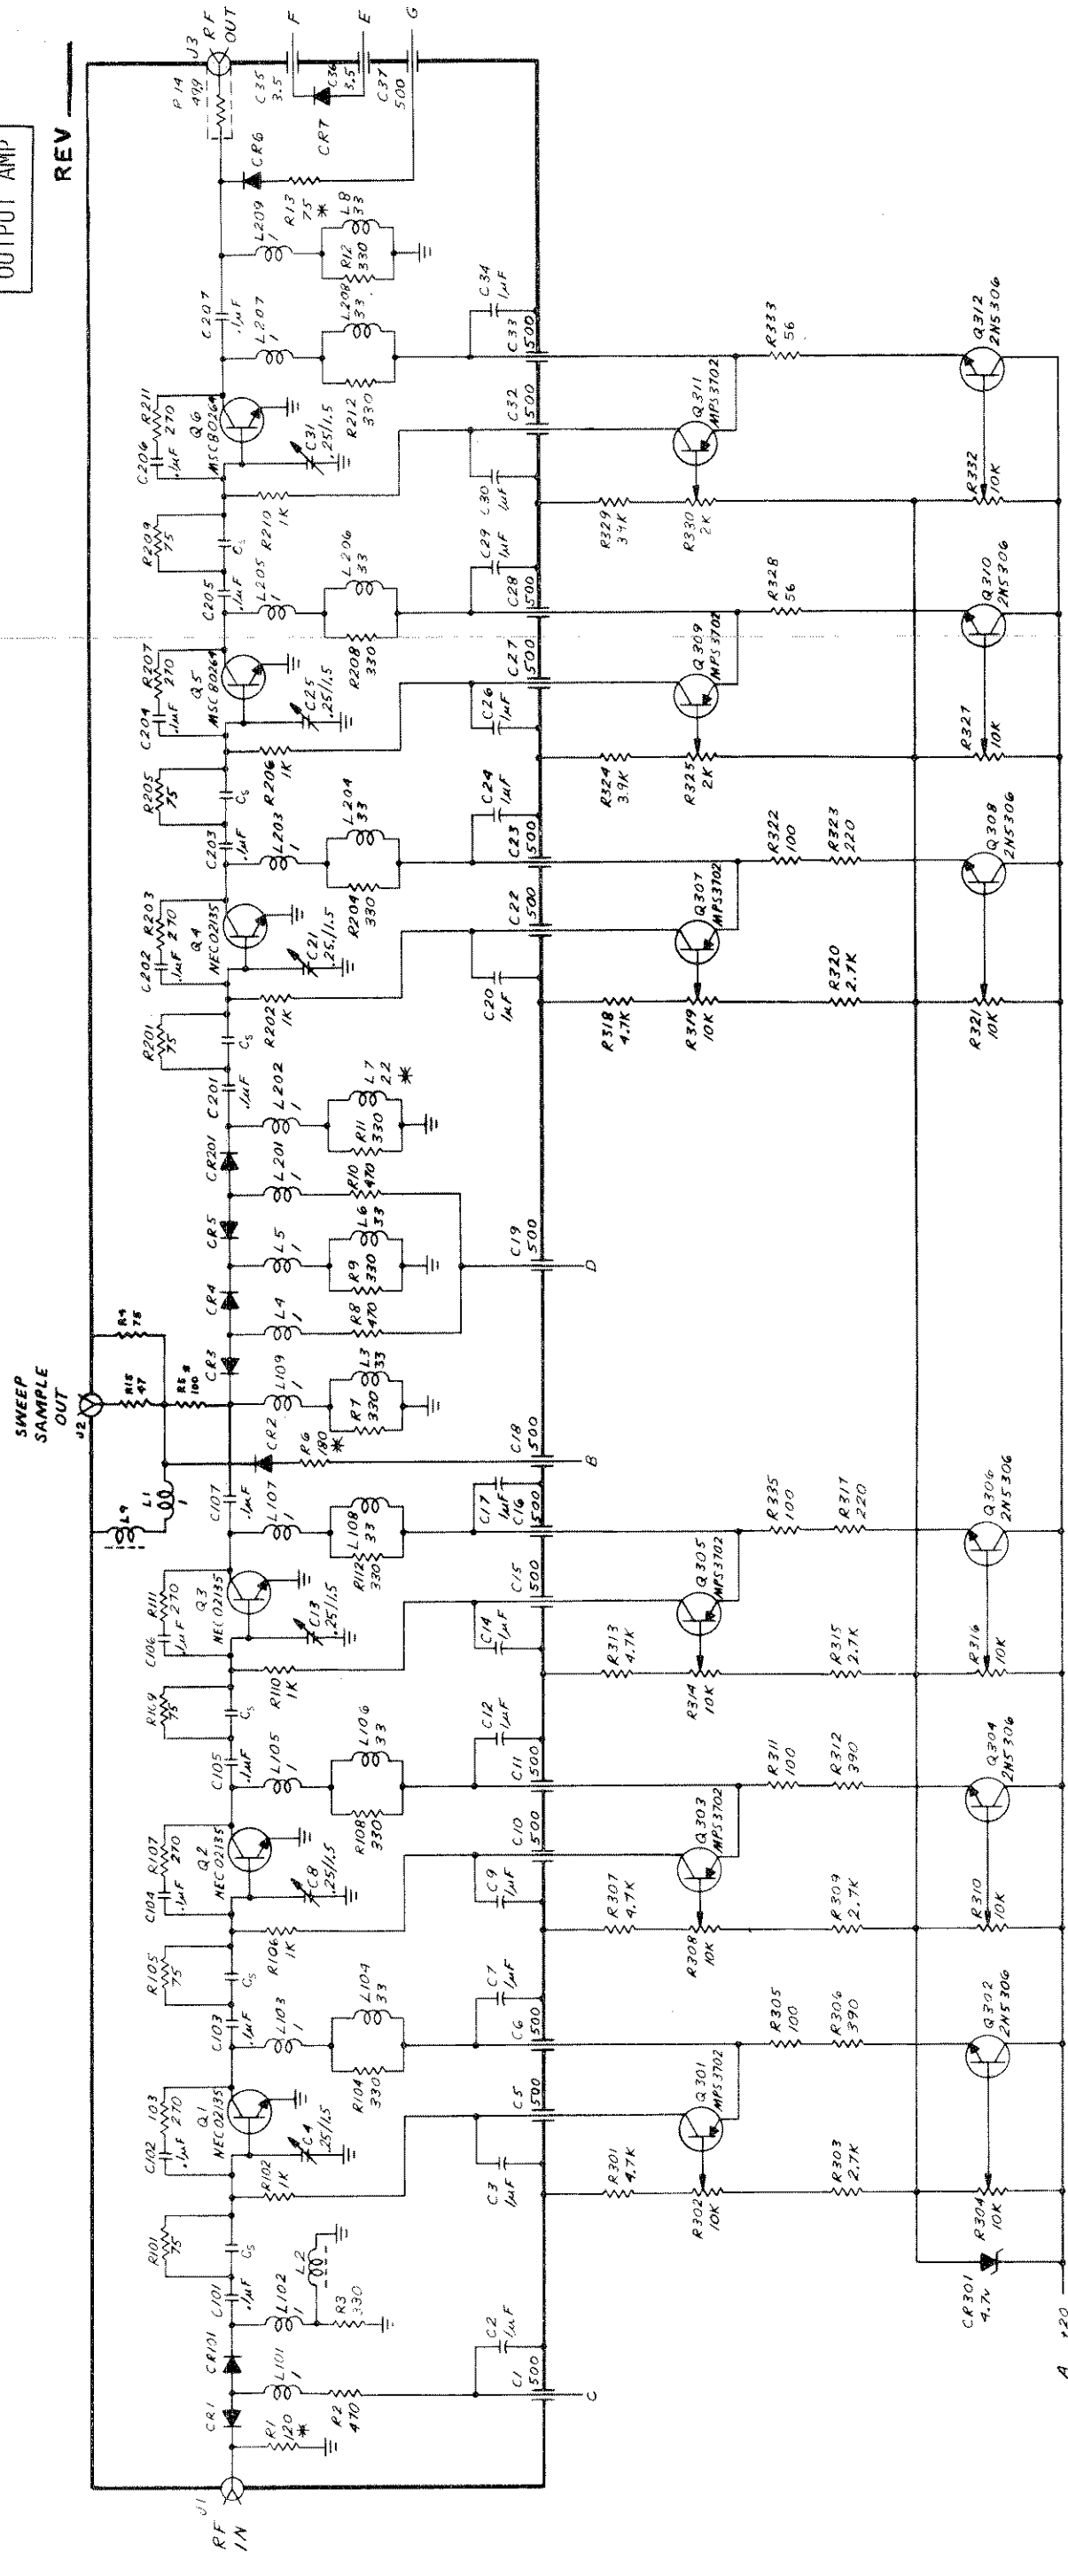 OUTPUT AMP
REV
SWEEP
SAMPLE
OUT
J2
J1
RF
IN
CR1
R1
120
*
CR101
L101
1
R2
470
C1
500
C2
.1µF
C
C101
.1µF
L102
1
L2
R3
330
R101
75
Cs
R102
1K
C3
.1µF
C102
.1µF
103
270
Q1
NEC02135
C4
.25/1.5
C5
500
C103
.1µF
L103
1
L104
33
R104
330
C6
500
C7
.1µF
R105
75
Cs
R106
1K
C104
.1µF
R107
270
Q2
NEC02135
C8
.25/1.5
C9
.1µF
C10
500
C105
.1µF
L105
1
L106
33
R108
330
C11
500
C12
.1µF
R109
75
Cs
R110
1K
C106
.1µF
R111
270
Q3
NEC02135
C13
.25/1.5
C14
.1µF
C15
500
C107
.1µF
L107
1
L108
33
R112
330
C16
500
C17
.1µF
L9
L1
1
CR2
R6
180
*
C18
500
B
R4
75
R15
47
R5 *
100
L109
1
L3
33
R7
330
CR3
L4
1
R8
470
CR4
L5
1
L6
33
R9
330
CR5
L201
1
R10
470
C19
500
D
CR201
L202
1
L7
22
*
R11
330
C201
.1µF
R201
75
Cs
R202
1K
C20
.1µF
C202
.1µF
R203
270
Q4
NEC02135
C21
.25/1.5
C22
500
C203
.1µF
L203
1
L204
33
R204
330
C23
500
C24
.1µF
R205
75
Cs
R206
1K
C204
.1µF
R207
270
Q5
MSC80264
C25
.25/1.5
C26
.1µF
C27
500
C205
.1µF
L205
1
L206
33
R208
330
C28
500
C29
.1µF
R209
75
Cs
R210
1K
C30
.1µF
C206
.1µF
R211
270
Q6
MSC80264
C31
.25/1.5
C32
500
C207
.1µF
L207
1
L208
33
R212
330
C33
500
C34
.1µF
L209
1
L8
33
R12
330
R13
75
*
CR6
R14
49.9
J3
RF
OUT
C35
3.5
F
CR7
C36
3.5
E
C37
500
G
R301
4.7K
R302
10K
R303
2.7K
Q301
MPS3702
R304
10K
R305
100
R306
390
Q302
2N5306
CR301
4.7V
A +20
R307
4.7K
R308
10K
R309
2.7K
R310
10K
Q303
MPS3702
R311
100
R312
390
Q304
2N5306
R313
4.7K
R314
10K
R315
2.7K
R316
10K
Q305
MPS3702
R335
100
R317
220
Q306
2N5306
R318
4.7K
R319
10K
R320
2.7K
R321
10K
Q307
MPS3702
R322
100
R323
220
Q308
2N5306
R324
3.9K
R325
2K
R327
10K
Q309
MPS3702
R328
56
Q310
2N5306
R329
3.9K
R330
2K
R332
10K
Q311
MPS3702
R333
56
Q312
2N5306